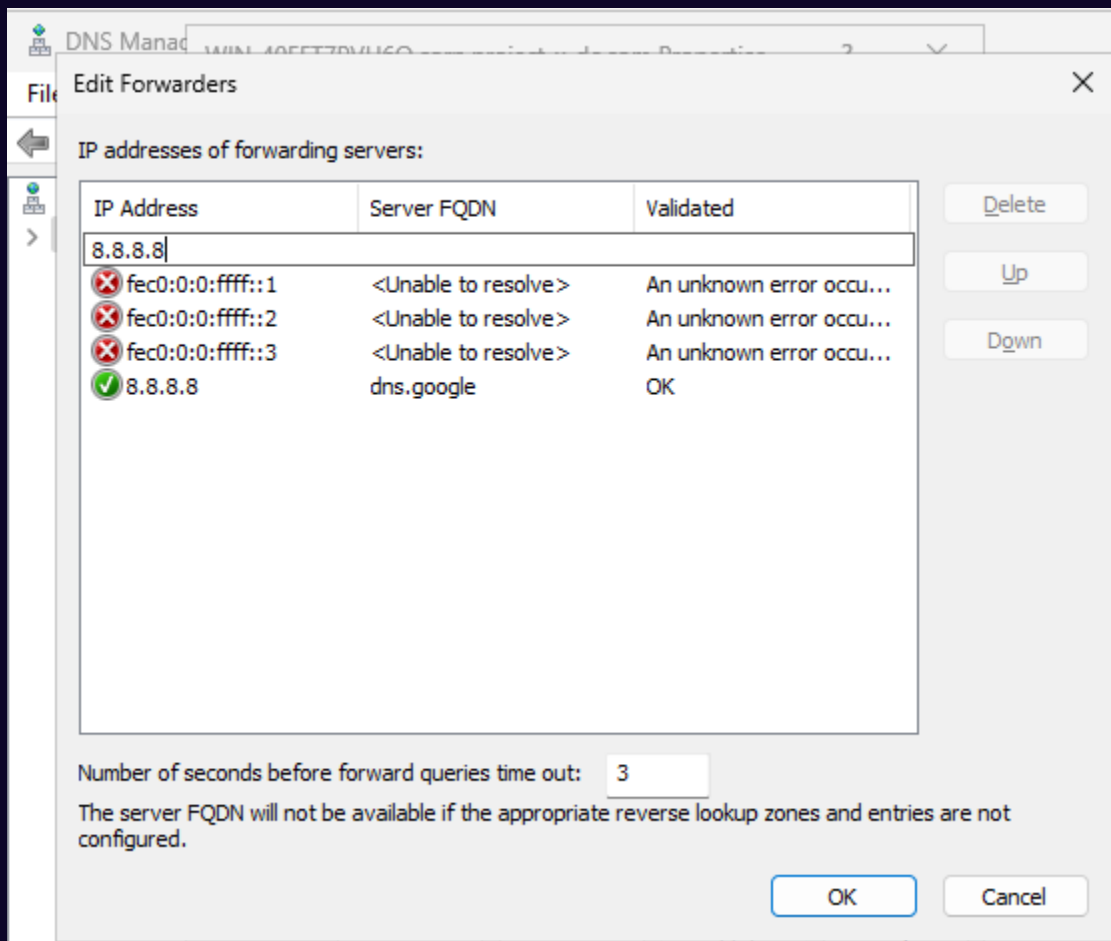 DNS Manag
Edit Forwarders
File
IP addresses of forwarding servers:
IP Address Server FQDN Validated
8.8.8.8
fec0:0:0:ffff::1 <Unable to resolve> An unknown error occu...
fec0:0:0:ffff::2 <Unable to resolve> An unknown error occu...
fec0:0:0:ffff::3 <Unable to resolve> An unknown error occu...
8.8.8.8 dns.google OK
Delete
Up
Down
Number of seconds before forward queries time out: 3
The server FQDN will not be available if the appropriate reverse lookup zones and entries are not
configured.
OK Cancel